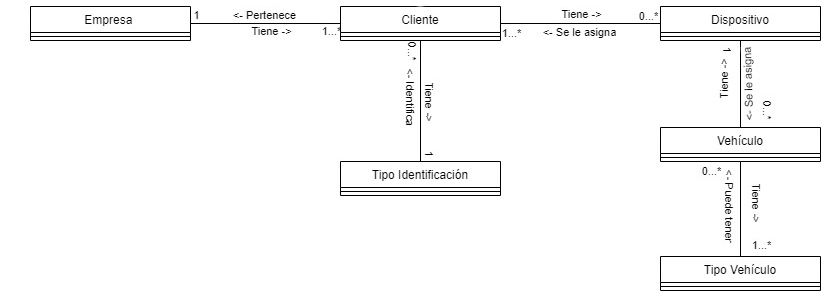 Empresa
1
<- Pertenece
Tiene ->
1...*
Cliente
1...*
Tiene ->
<- Se le asigna
0...*
Dispositivo
0...*
<- Identifica
Tiene ->
1
Tipo Identificación
1
Tiene ->
<- Se le asigna
0...*
Vehículo
0...*
<- Puede tener
Tiene ->
1...*
Tipo Vehículo